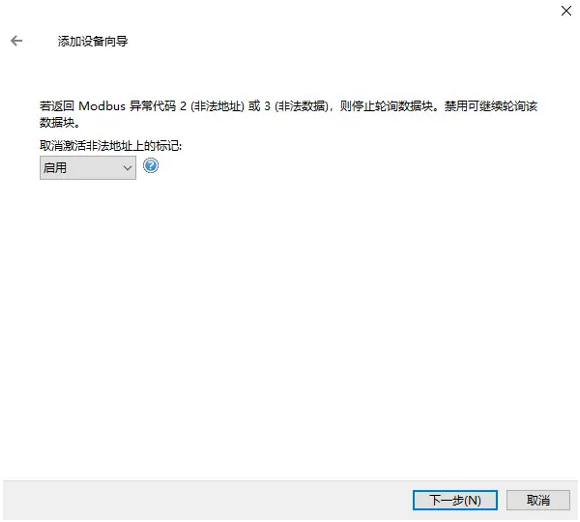 添加设备向导
若返回 Modbus 异常代码 2 (非法地址) 或 3 (非法数据)，则停止轮询数据块。禁用可继续轮询该
数据块。
取消激活非法地址上的标记:
启用
下一步(N)
取消